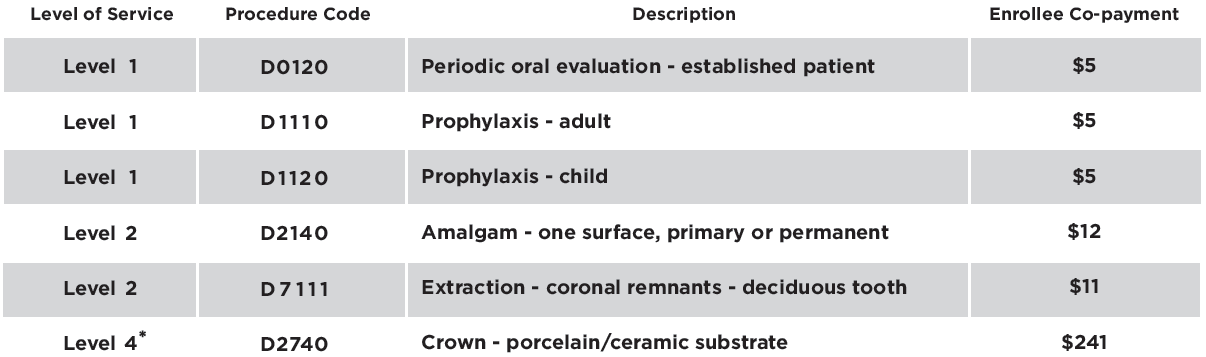 Level of Service Procedure Code Description Enrollee Co-payment
Level 1 D0120 Periodic oral evaluation - established patient $5
Level 1 D1110 Prophylaxis - adult $5
Level 1 D1120 Prophylaxis - child $5
Level 2 D2140 Amalgam - one surface, primary or permanent $12
Level 2 D7111 Extraction - coronal remnants - deciduous tooth $11
Level 4* D2740 Crown - porcelain/ceramic substrate $241